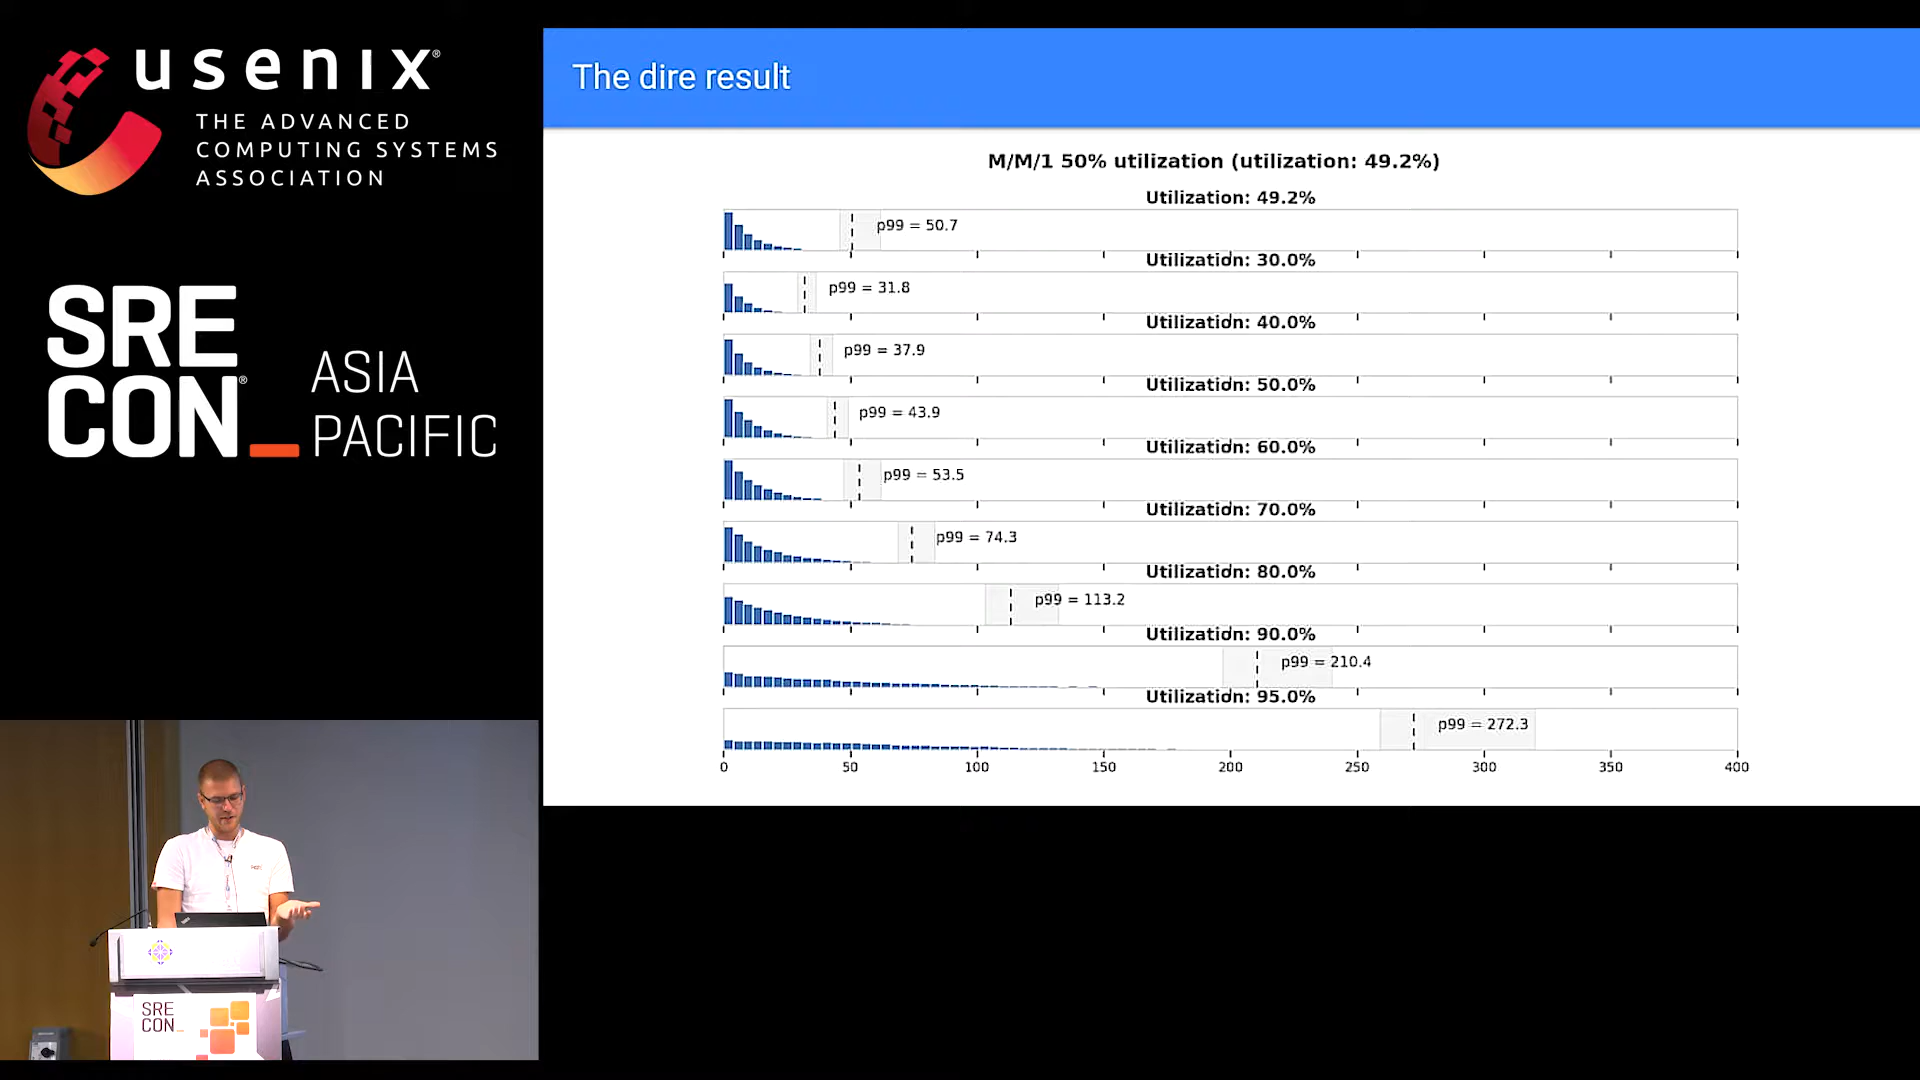 usenix®
THE ADVANCED
COMPUTING SYSTEMS
ASSOCIATION
SRE
CON®_
ASIA
PACIFIC
The dire result
M/M/1 50% utilization (utilization: 49.2%)
Utilization: 49.2%
p99 = 50.7
Utilization: 30.0%
p99 = 31.8
Utilization: 40.0%
p99 = 37.9
Utilization: 50.0%
p99 = 43.9
Utilization: 60.0%
p99 = 53.5
Utilization: 70.0%
p99 = 74.3
Utilization: 80.0%
p99 = 113.2
Utilization: 90.0%
p99 = 210.4
Utilization: 95.0%
p99 = 272.3
0 50 100 150 200 250 300 350 400
SRE
CON_